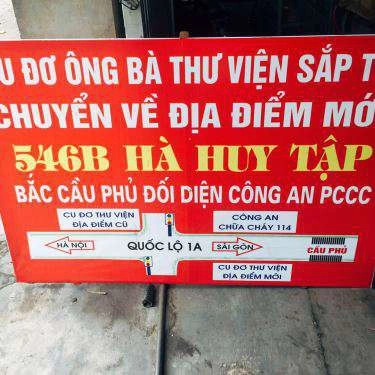 U ĐƠ ÔNG BÀ THƯ VIỆN SẮP T
CHUYỂN VỀ ĐỊA ĐIỂM MỚ
546B HÀ HUY TẬP
BẮC CẦU PHỦ ĐỐI DIỆN CÔNG AN PCCC
CU ĐƠ THƯ VIỆN
ĐỊA ĐIỂM CŨ
CÔNG AN
CHỮA CHÁY 114
HÀ NỘI
QUỐC LỘ 1A
SÀI GÒN
CẦU PHỦ
CU ĐƠ THƯ VIỆN
ĐỊA ĐIỂM MỚI